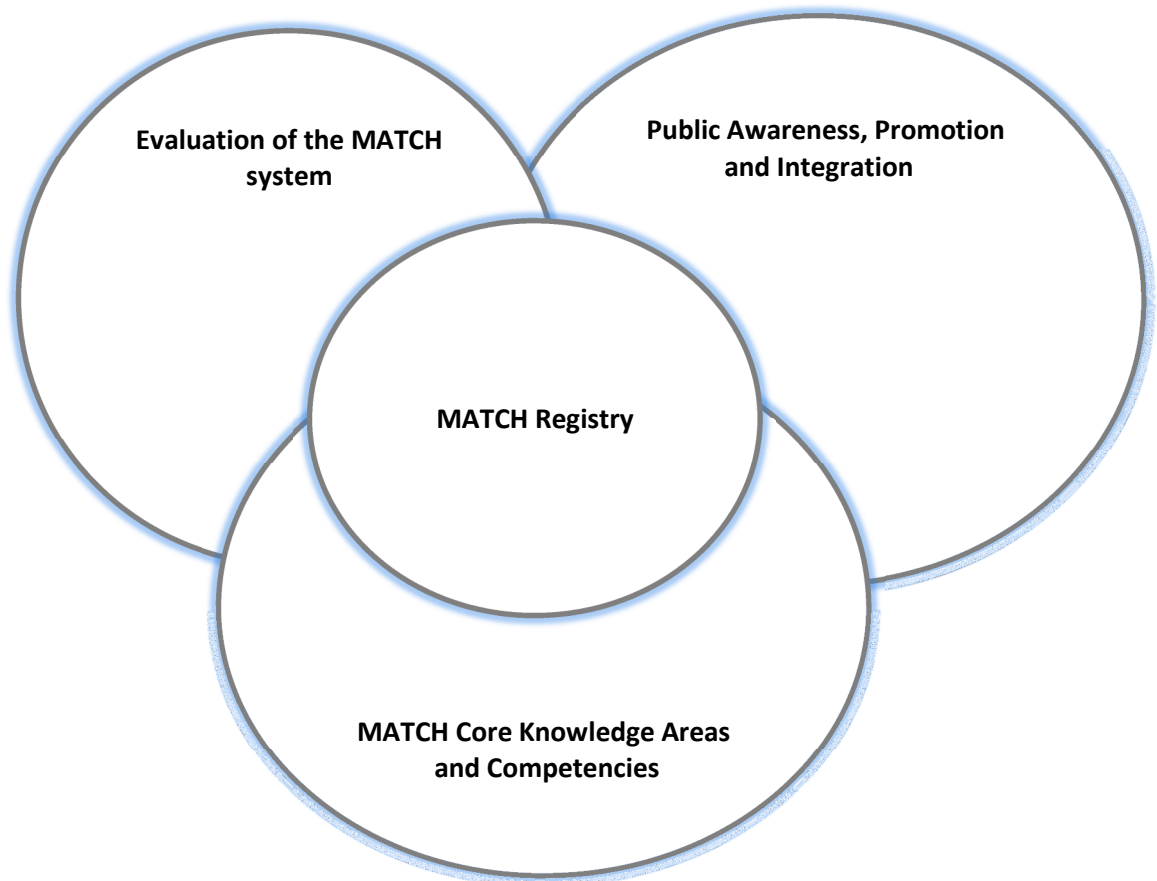 Evaluation of the MATCH
system
Public Awareness, Promotion
and Integration
MATCH Registry
MATCH Core Knowledge Areas
and Competencies